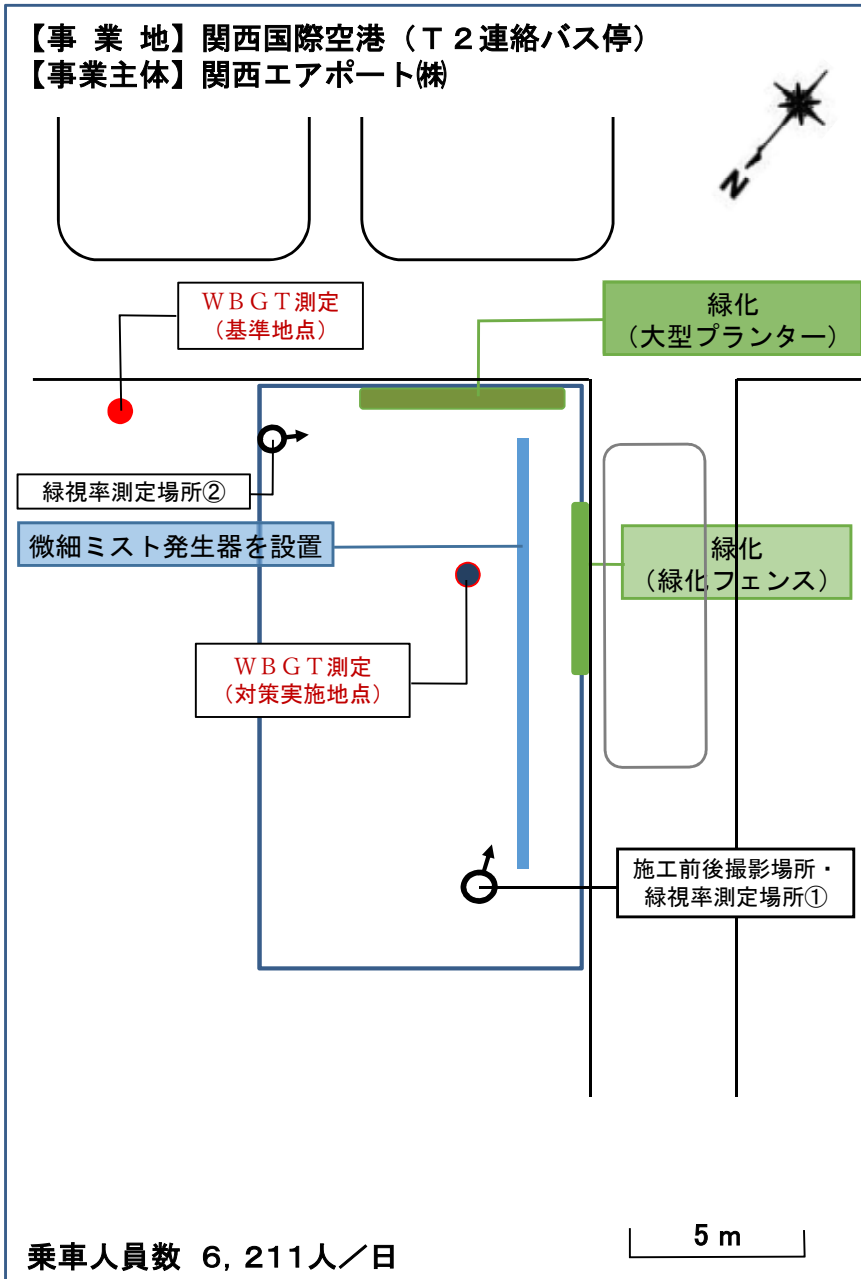 【事 業 地】関西国際空港（Ｔ２連絡バス停）
【事業主体】関西エアポート㈱
N
ＷＢＧＴ測定
（基準地点）
緑化
（大型プランター）
緑視率測定場所②
微細ミスト発生器を設置
緑化
（緑化フェンス）
ＷＢＧＴ測定
（対策実施地点）
施工前後撮影場所・
緑視率測定場所①
乗車人員数 ６，２１１人／日
５ｍ